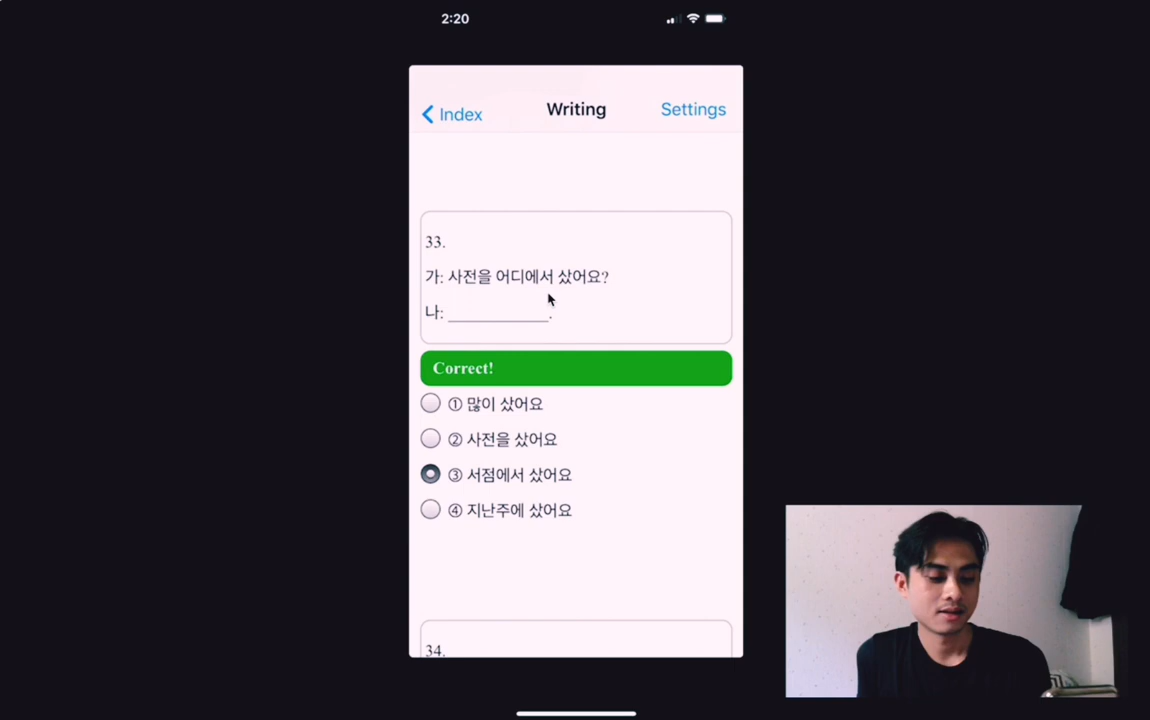 2:20
Index
Writing
Settings
33.
가: 사전을 어디에서 샀어요?
나: ____________.
Correct!
① 많이 샀어요
② 사전을 샀어요
③ 서점에서 샀어요
④ 지난주에 샀어요
34.